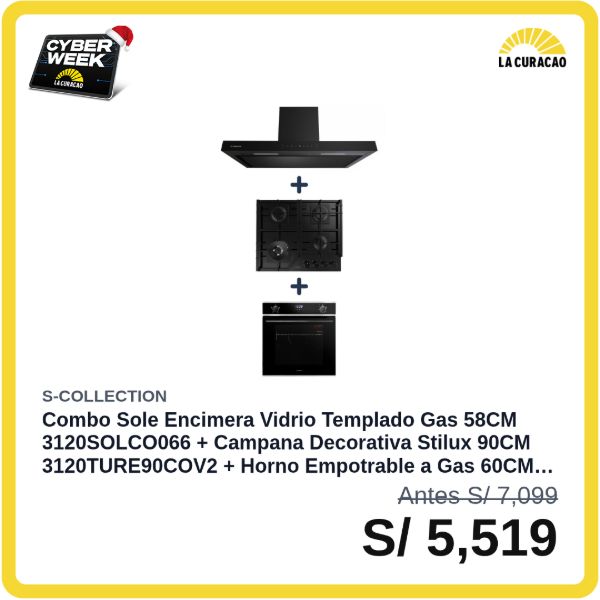 CYBER
WEEK
LA CURACAO
LA CURACAO
+
+
S-COLLECTION
Combo Sole Encimera Vidrio Templado Gas 58CM
3120SOLCO066 + Campana Decorativa Stilux 90CM
3120TURE90COV2 + Horno Empotrable a Gas 60CM...
Antes S/ 7,099
S/ 5,519